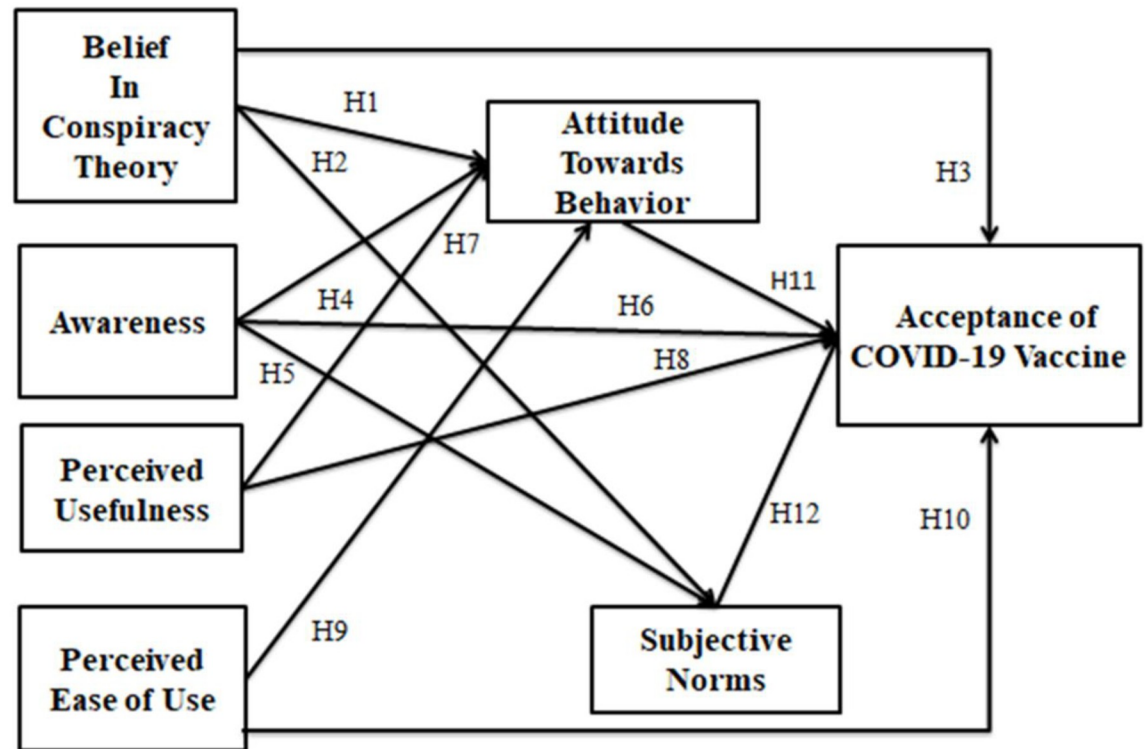 Belief
In
Conspiracy
Theory
H1
H2
Attitude
Towards
Behavior
H3
H7
Awareness
H4
H6
H11
Acceptance of
COVID-19 Vaccine
H5
H8
Perceived
Usefulness
H12
H10
H9
Perceived
Ease of Use
Subjective
Norms